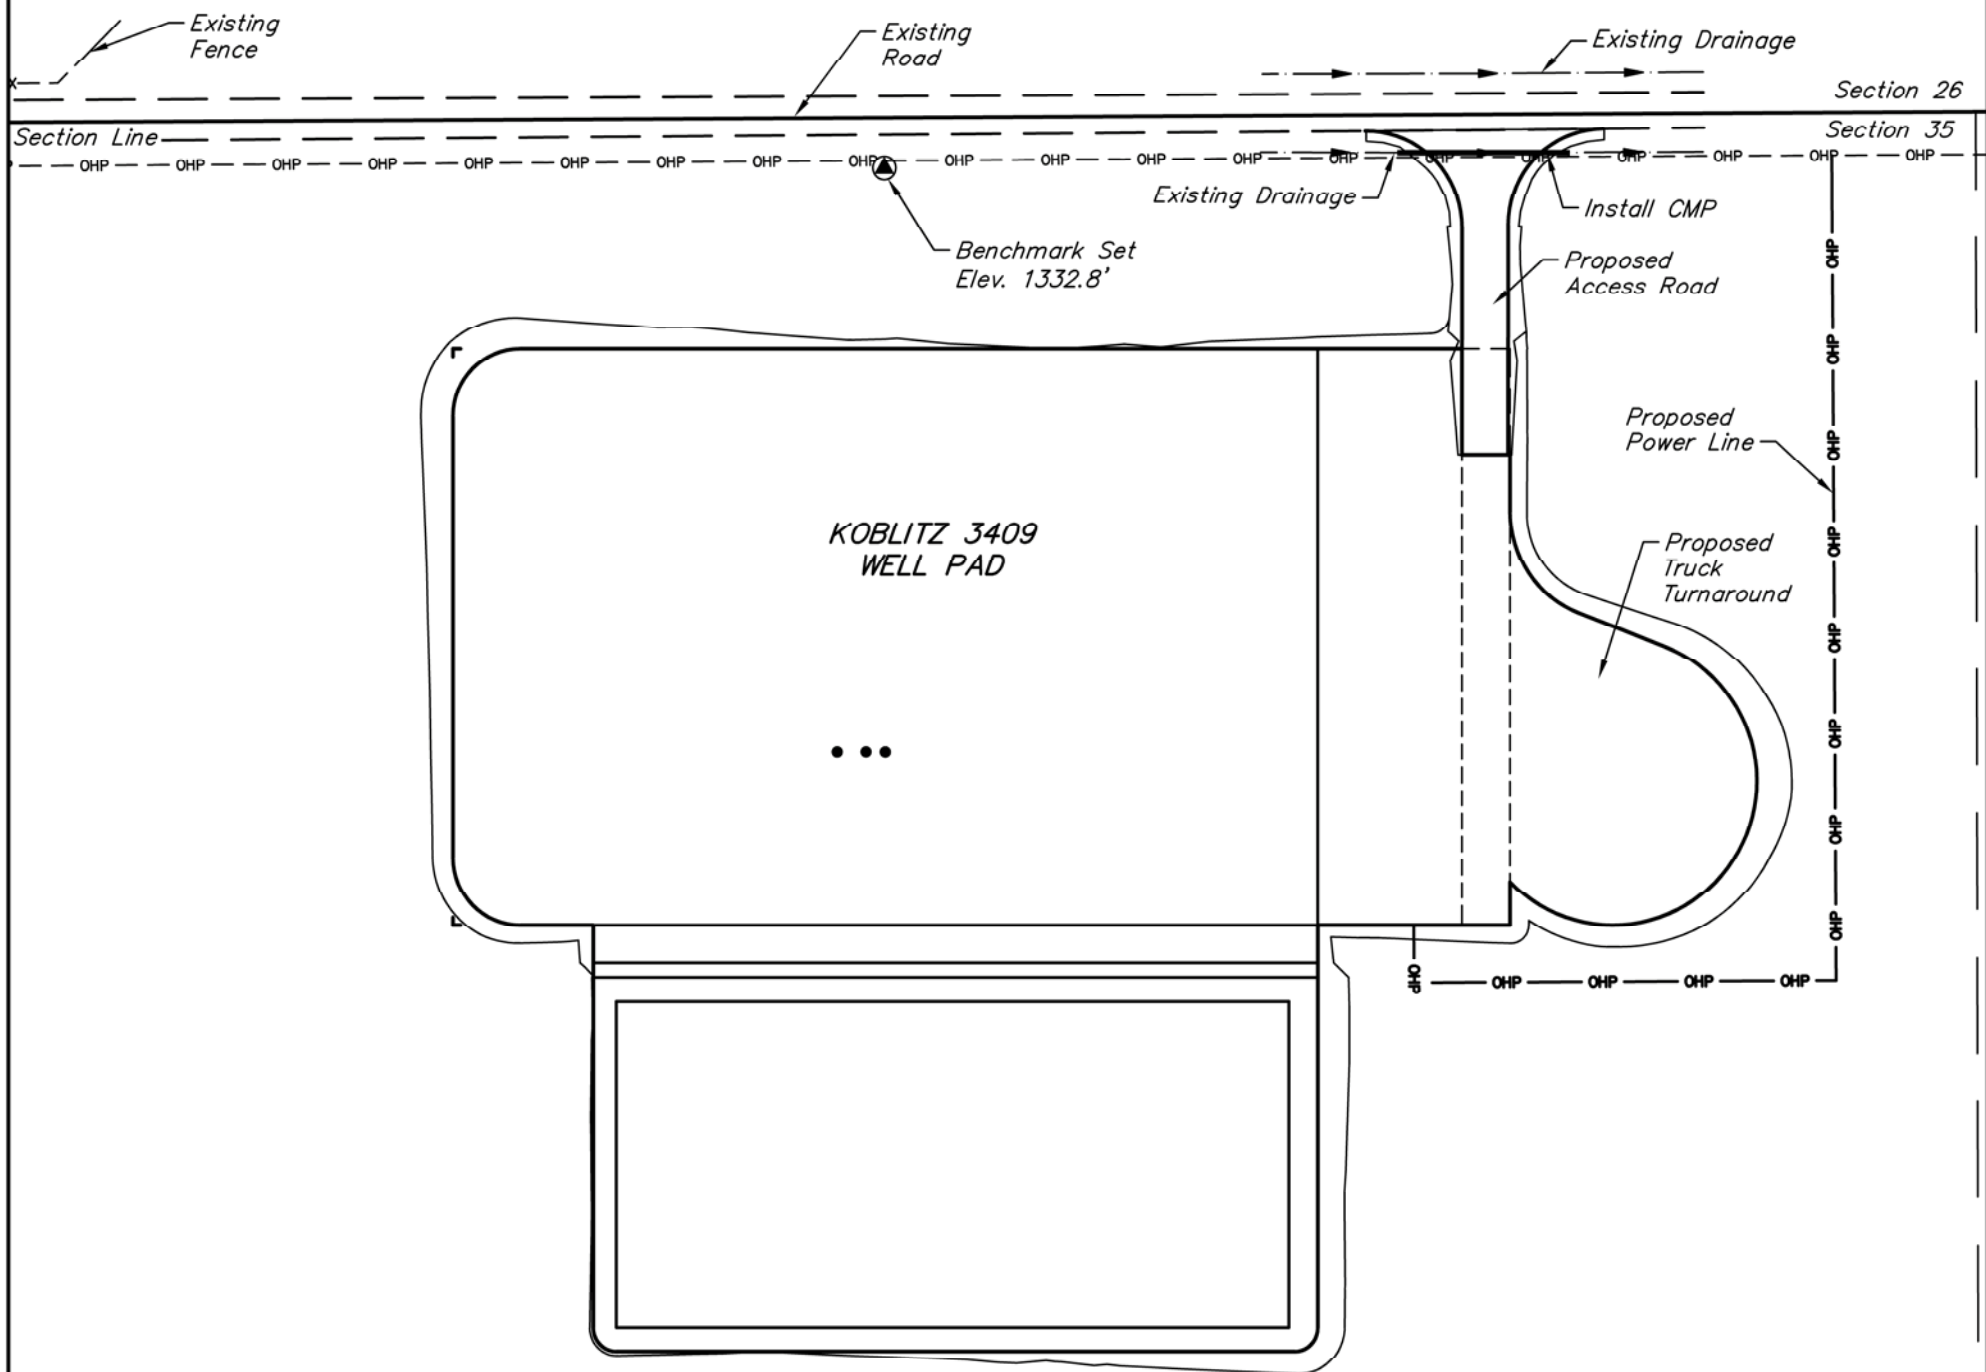 Existing
Fence
Existing
Road
Existing Drainage
Section 26
Section Line
Section 35
OHP OHP OHP OHP OHP OHP OHP OHP OHP OHP OHP OHP OHP OHP OHP OHP OHP OHP OHP OHP
Existing Drainage
Install CMP
Benchmark Set
Elev. 1332.8'
Proposed
Access Road
OHP
OHP
Proposed
Power Line
OHP
KOBLITZ 3409
WELL PAD
OHP
Proposed
Truck
Turnaround
OHP
OHP
OHP
OHP
OHP
OHP OHP OHP OHP OHP